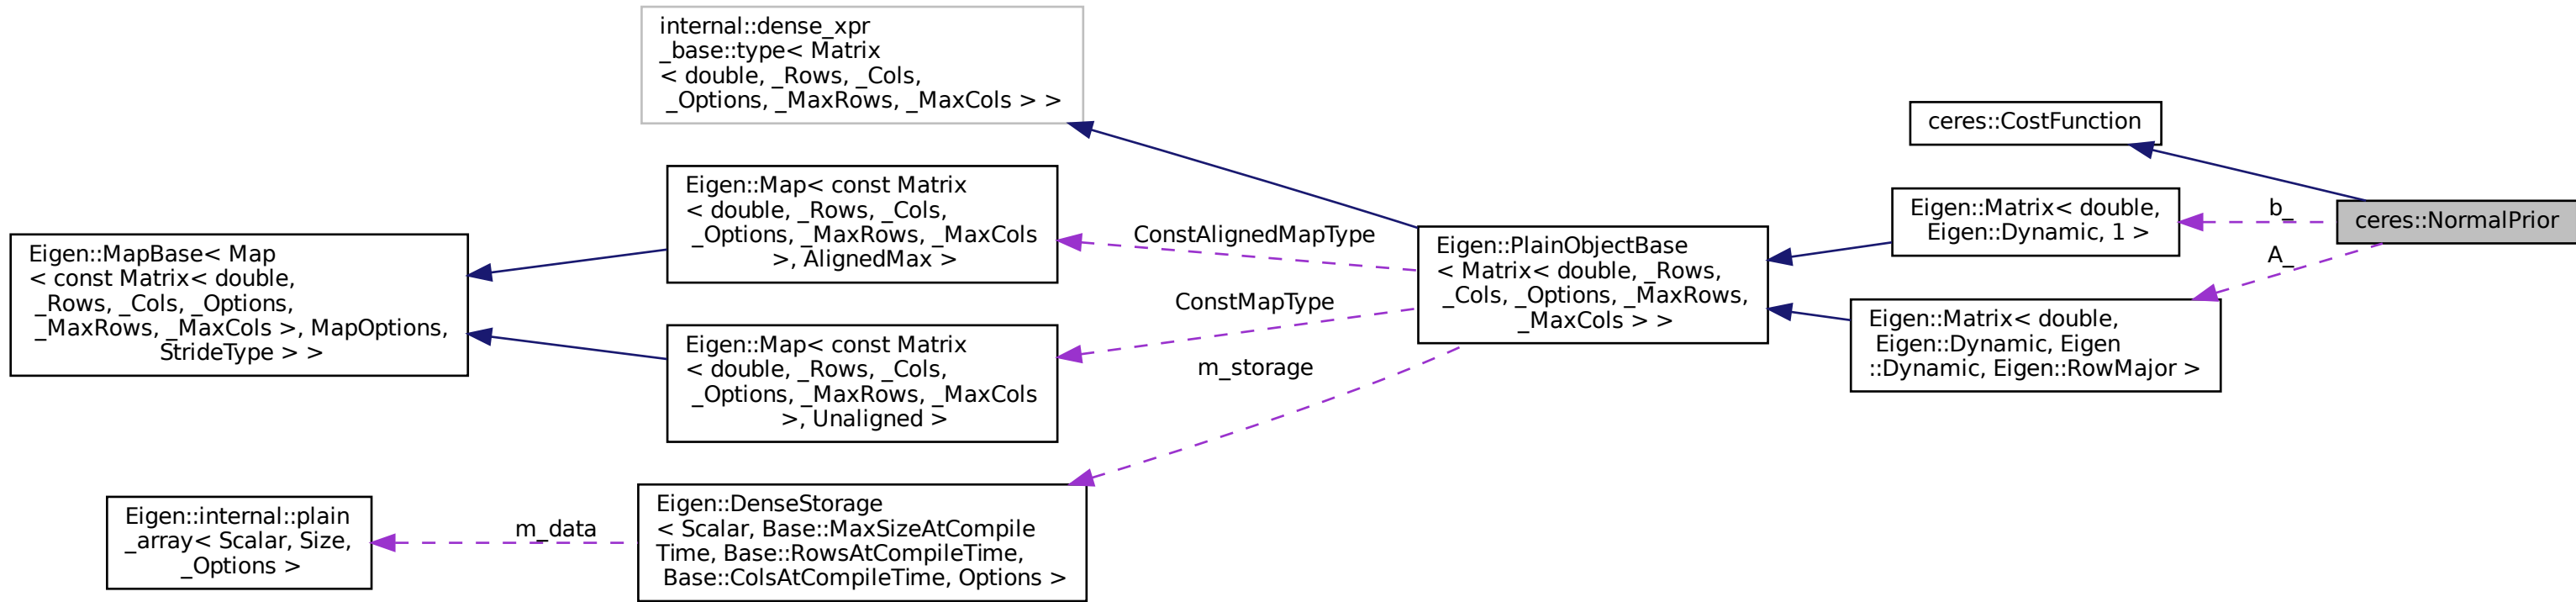 internal::dense_xpr
_base::type< Matrix
< double, _Rows, _Cols,
_Options, _MaxRows, _MaxCols > >
Eigen::Map< const Matrix
< double, _Rows, _Cols,
_Options, _MaxRows, _MaxCols
>, AlignedMax >
Eigen::MapBase< Map
< const Matrix< double,
_Rows, _Cols, _Options,
_MaxRows, _MaxCols >, MapOptions,
StrideType > >
Eigen::Map< const Matrix
< double, _Rows, _Cols,
_Options, _MaxRows, _MaxCols
>, Unaligned >
Eigen::internal::plain
_array< Scalar, Size,
_Options >
m_data
Eigen::DenseStorage
< Scalar, Base::MaxSizeAtCompile
Time, Base::RowsAtCompileTime,
Base::ColsAtCompileTime, Options >
ConstAlignedMapType
ConstMapType
m_storage
Eigen::PlainObjectBase
< Matrix< double, _Rows,
_Cols, _Options, _MaxRows,
_MaxCols > >
ceres::CostFunction
Eigen::Matrix< double,
Eigen::Dynamic, 1 >
Eigen::Matrix< double,
Eigen::Dynamic, Eigen
::Dynamic, Eigen::RowMajor >
b_
A_
ceres::NormalPrior